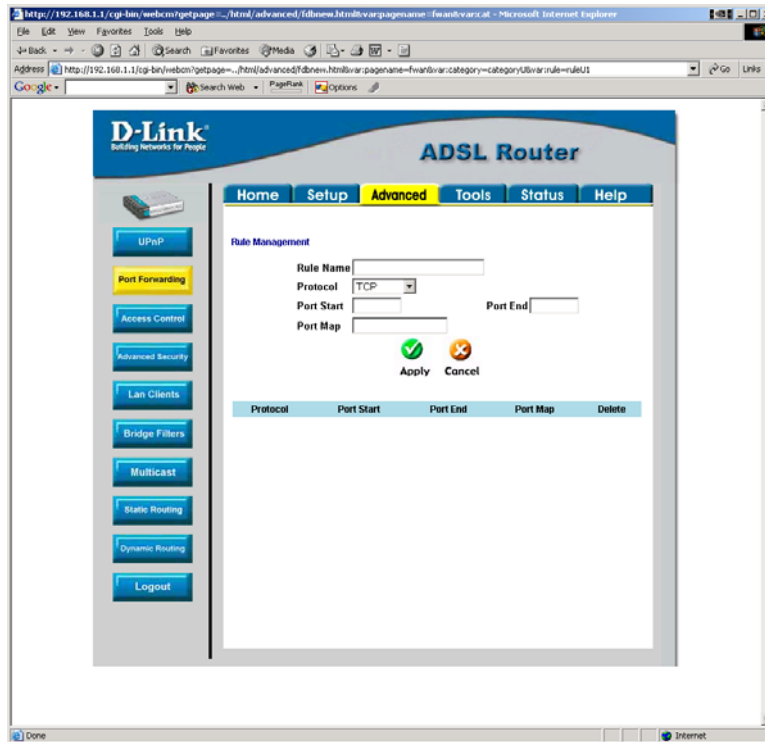 http://192.168.1.1/cgi-bin/webcm?getpage=../html/advanced/fdbnew.html&var:pagename=fwan&var:cat - Microsoft Internet Explorer
File Edit View Favorites Tools Help
Back Search Favorites Media
Address http://192.168.1.1/cgi-bin/webcm?getpage=../html/advanced/fdbnew.html&var:pagename=fwan&var:category=categoryU&var:rule=ruleU1 Go Links
Google Search Web PageRank Options
D-Link
Building Networks for People
ADSL Router
Home Setup Advanced Tools Status Help
UPnP
Port Forwarding
Access Control
Advanced Security
Lan Clients
Bridge Filters
Multicast
Static Routing
Dynamic Routing
Logout
Rule Management
Rule Name
Protocol TCP
Port Start Port End
Port Map
Apply Cancel
Protocol Port Start Port End Port Map Delete
Done Internet